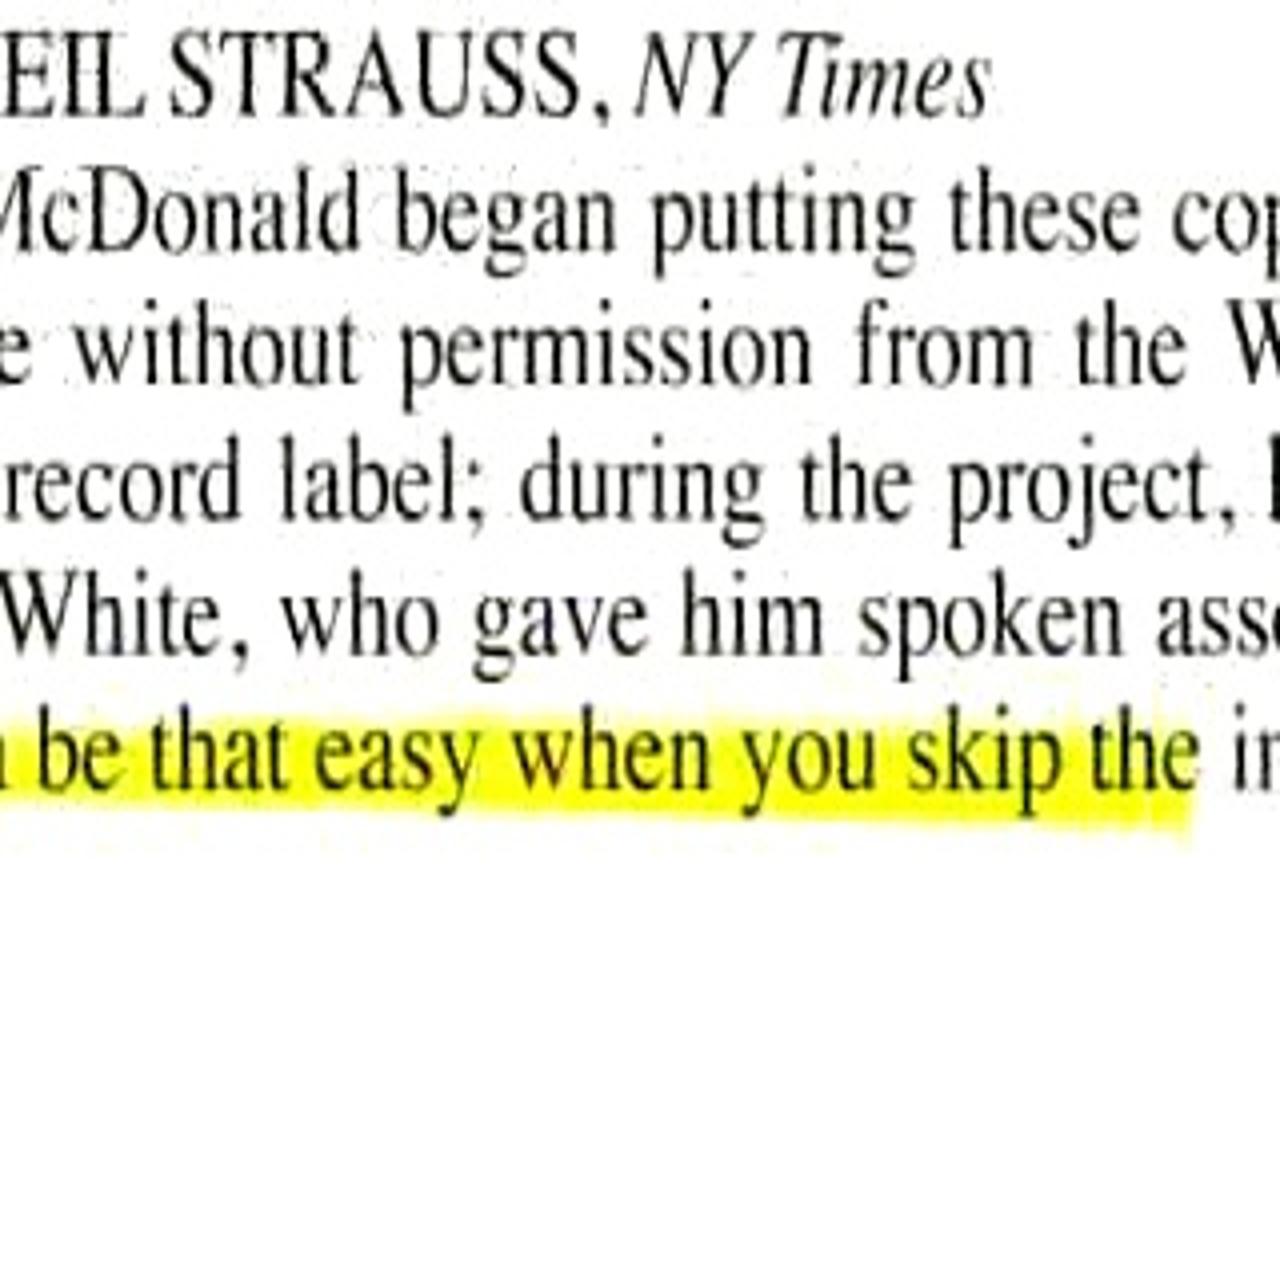 EIL STRAUSS, NY Times
McDonald began putting these cop
e without permission from the W
record label; during the project,
White, who gave him spoken ass
be that easy when you skip the